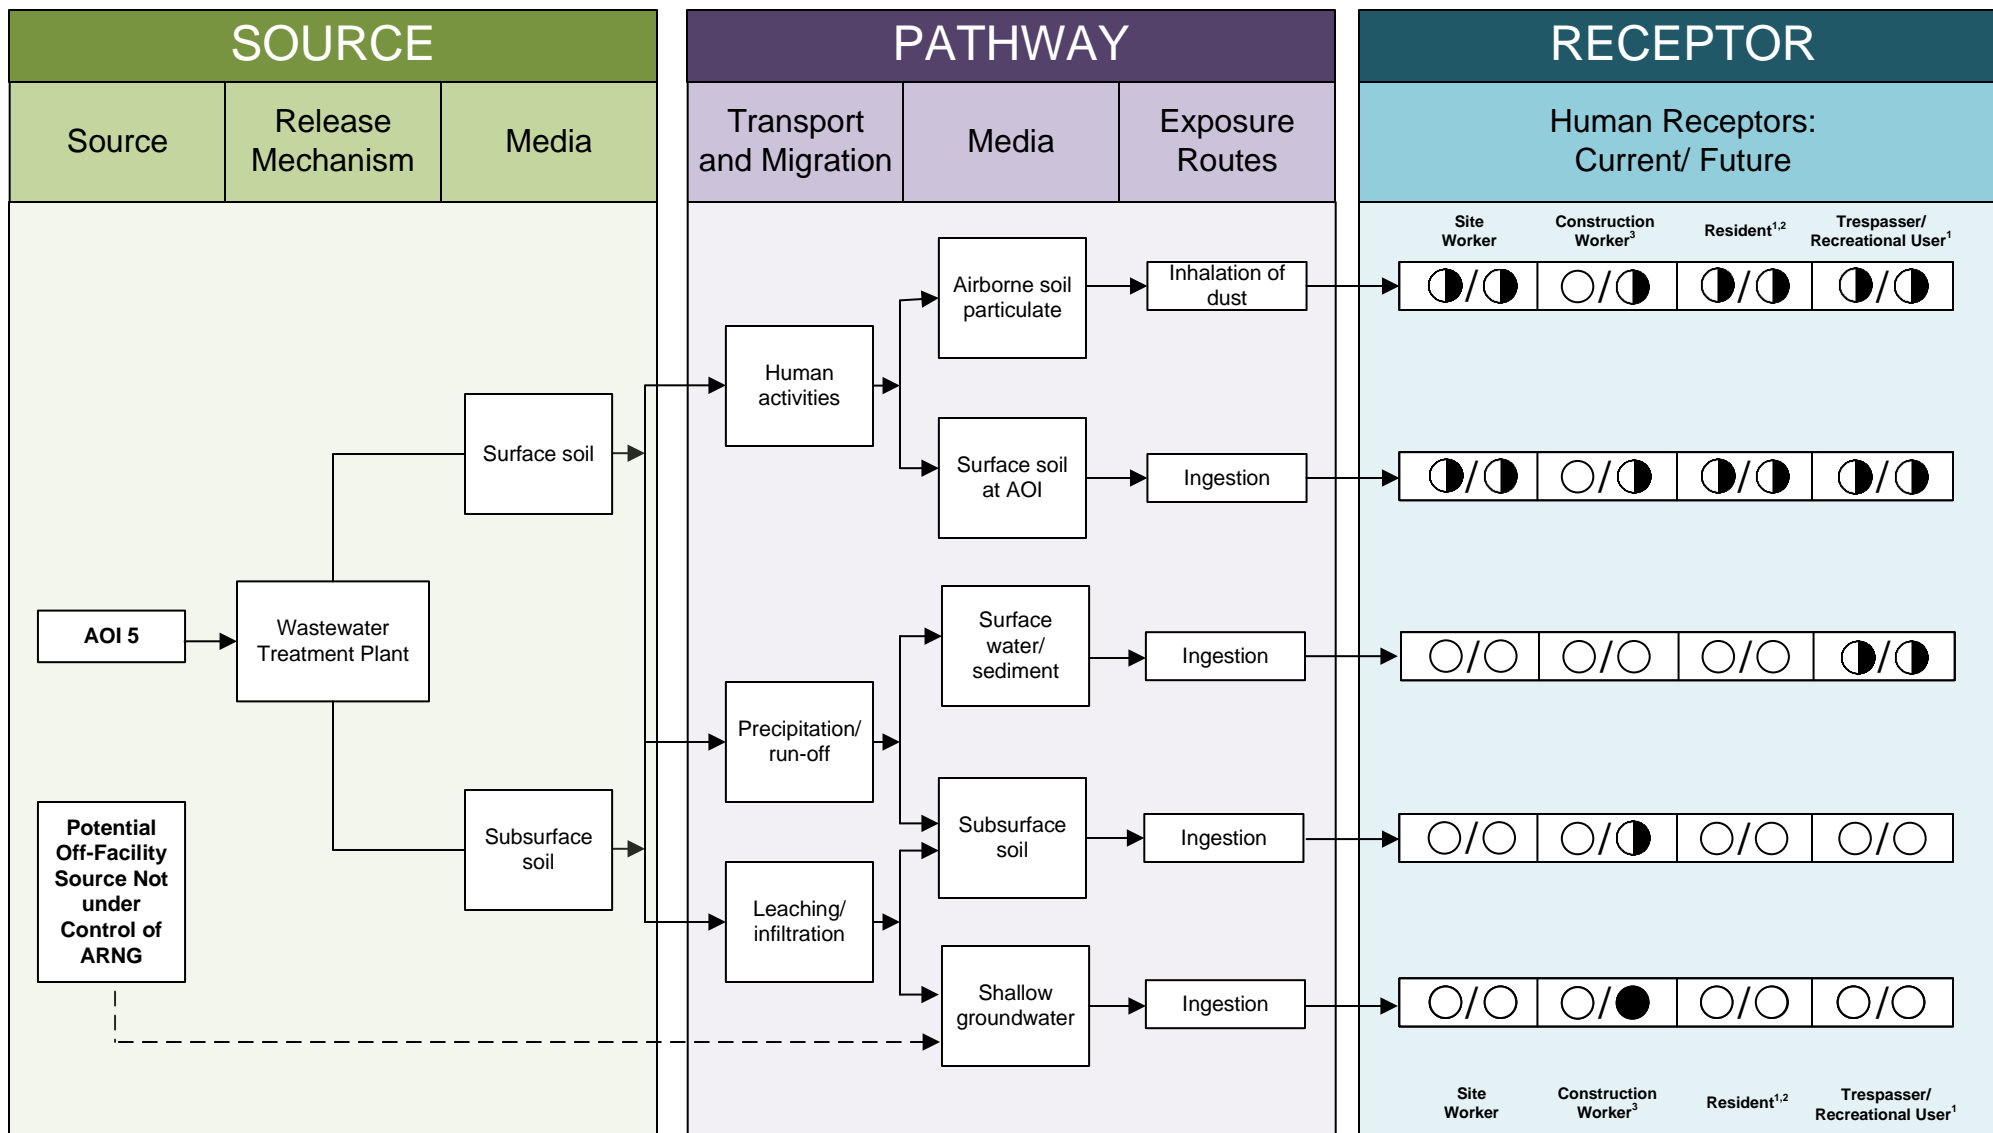 SOURCE
PATHWAY
RECEPTOR
Source
Release
Mechanism
Media
Transport
and Migration
Media
Exposure
Routes
Human Receptors:
Current/ Future
Site
Worker
Construction
Worker3
Resident1,2
Trespasser/
Recreational User1
Airborne soil
particulate
Inhalation of
dust
/
/
/
/
Human
activities
Surface soil
Surface soil
at AOI
Ingestion
/
/
/
/
AOI 5
Wastewater
Treatment Plant
Surface
water/
sediment
Ingestion
/
/
/
/
Precipitation/
run-off
Potential
Off-Facility
Source Not
under
Control of
ARNG
Subsurface
soil
Subsurface
soil
Ingestion
/
/
/
/
Leaching/
infiltration
Shallow
groundwater
Ingestion
/
/
/
/
Site
Worker
Construction
Worker3
Resident1,2
Trespasser/
Recreational User1